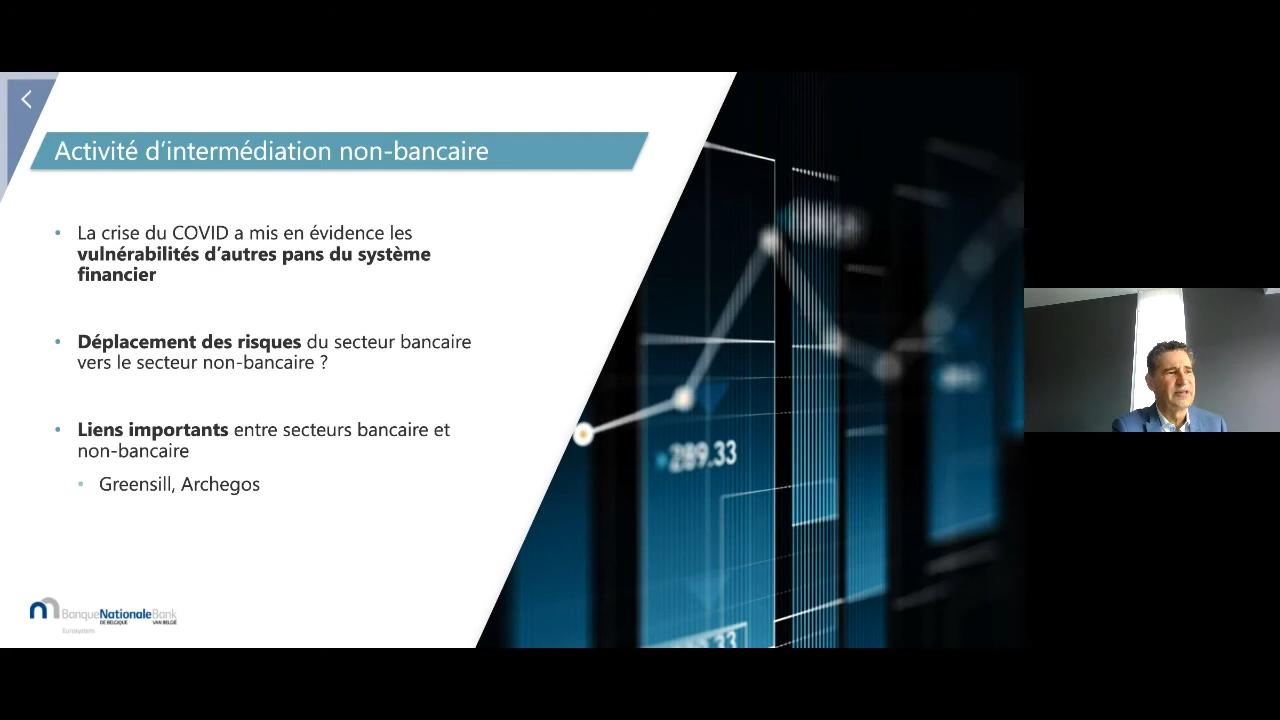 Activité d’intermédiation non-bancaire
• La crise du COVID a mis en évidence les
vulnérabilités d’autres pans du système
financier
• Déplacement des risques du secteur bancaire
vers le secteur non-bancaire ?
• Liens importants entre secteurs bancaire et
non-bancaire
• Greensill, Archegos
289.33
BanqueNationaleBank
DE BELGIQUE VAN BELGIË
Eurosystem